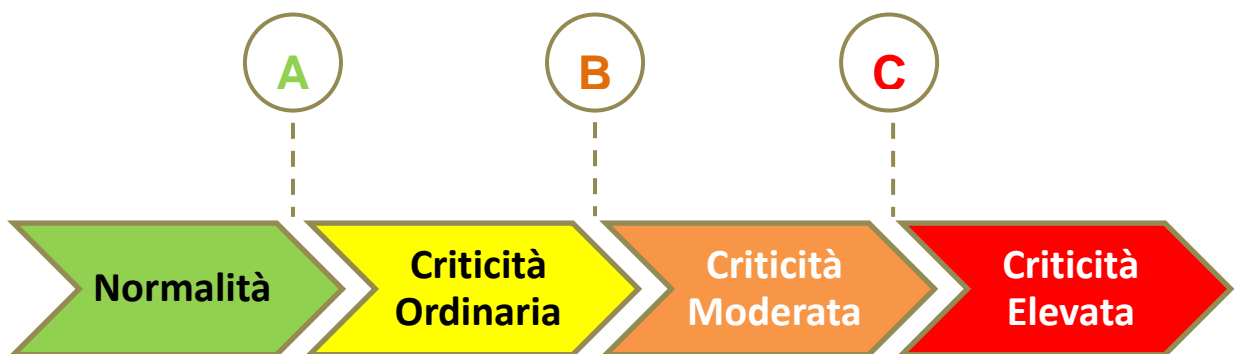 A
B
C
Normalità
Criticità
Ordinaria
Criticità
Moderata
Criticità
Elevata